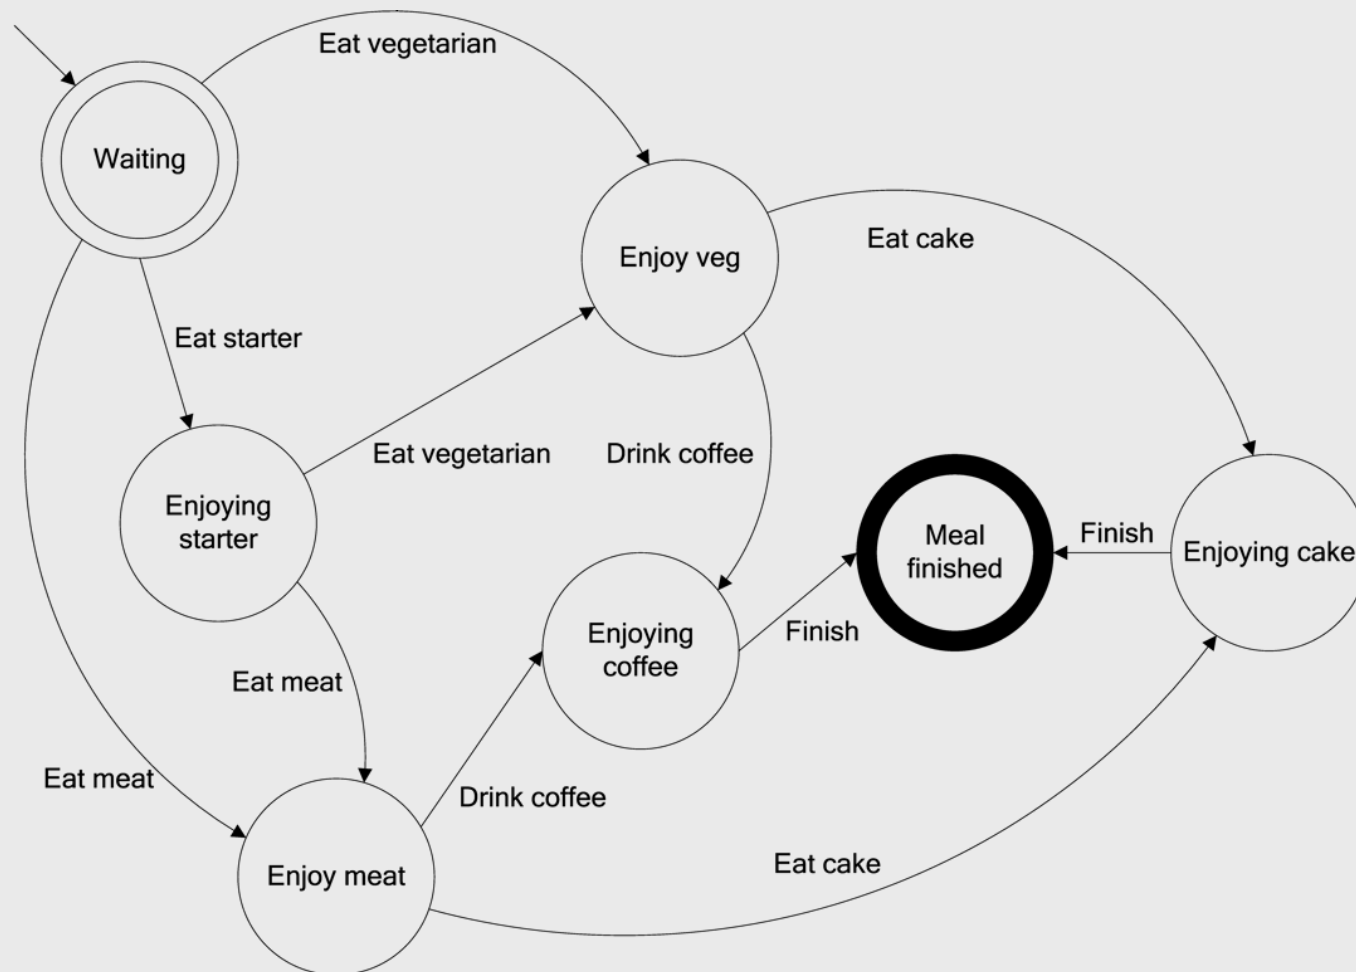 Eat vegetarian
Waiting
Eat cake
Enjoy veg
Eat starter
Eat vegetarian
Drink coffee
Enjoying
starter
Meal
finished
Finish
Enjoying cake
Enjoying
coffee
Finish
Eat meat
Eat meat
Drink coffee
Enjoy meat
Eat cake